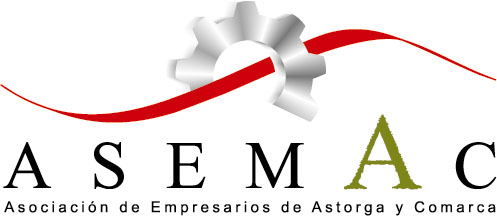 ASEMAC
Asociación de Empresarios de Astorga y Comarca